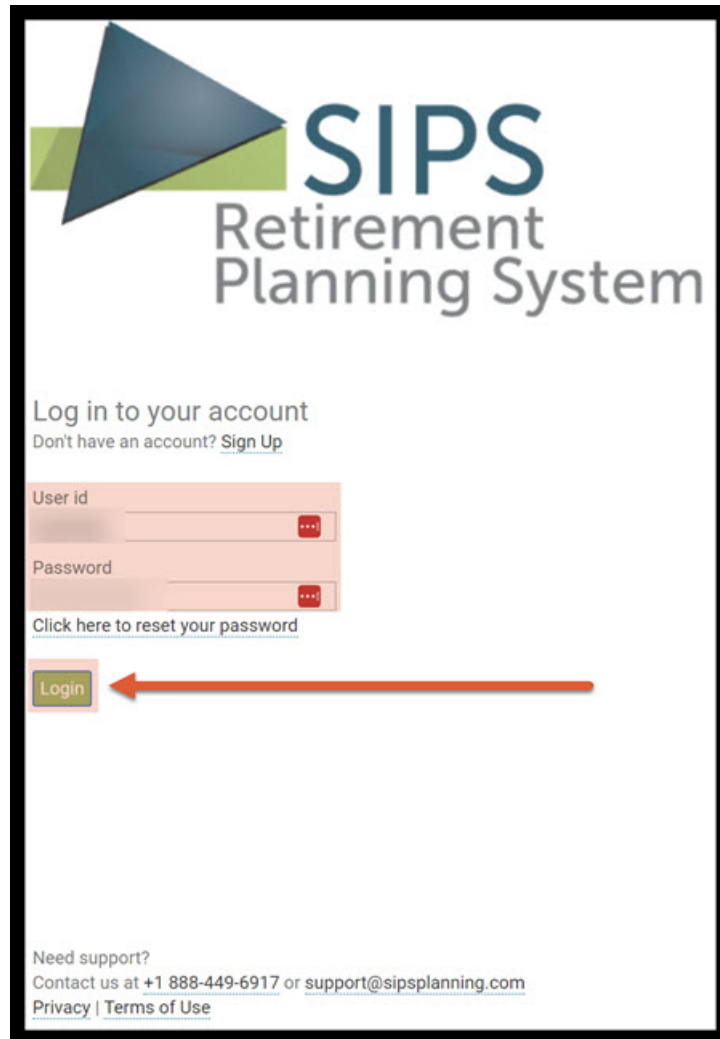 SIPS
Retirement
Planning System
Log in to your account
Don't have an account? Sign Up
User id
Password
Click here to reset your password
Login
Need support?
Contact us at +1 888-449-6917 or support@sipsplanning.com
Privacy | Terms of Use